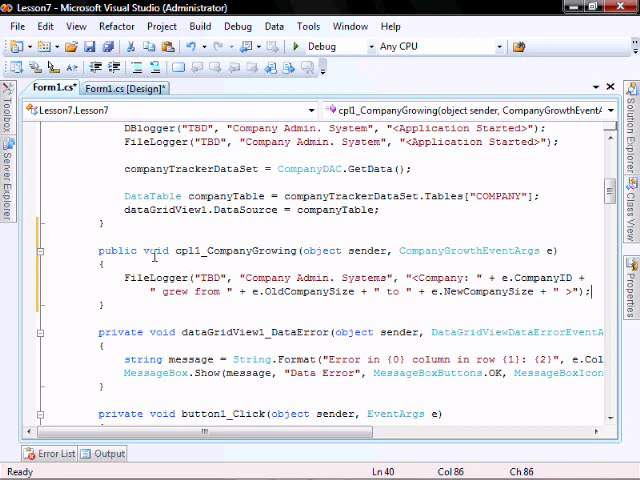 Lesson7 - Microsoft Visual Studio (Administrator)
File Edit View Refactor Project Build Debug Data Tools Window Help
Debug Any CPU
Form1.cs* Form1.cs [Design]*
Lesson7.Lesson7 cpl1_CompanyGrowing(object sender, CompanyGrowthEventA
Toolbox
Server Explorer
DBlogger("TBD", "Company Admin. System", "<Application Started>");
FileLogger("TBD", "Company Admin. System", "<Application Started>");
companyTrackerDataSet = CompanyDAC.GetData();
DataTable companyTable = companyTrackerDataSet.Tables["COMPANY"];
dataGridView1.DataSource = companyTable;
}
public void cpl1_CompanyGrowing(object sender, CompanyGrowthEventArgs e)
{
FileLogger("TBD", "Company Admin. Systems", "<Company: " + e.CompanyID +
" grew from " + e.OldCompanySize + " to " + e.NewCompanySize + " >");
}
private void dataGridView1_DataError(object sender, DataGridViewDataErrorEventA
{
string message = String.Format("Error in {0} column in row {1}: {2}", e.Col
MessageBox.Show(message, "Data Error", MessageBoxButtons.OK, MessageBoxIcon
}
private void button1_Click(object sender, EventArgs e)
Solution Explorer
Class View
Properties
Error List Output
Ready Ln 40 Col 86 Ch 86